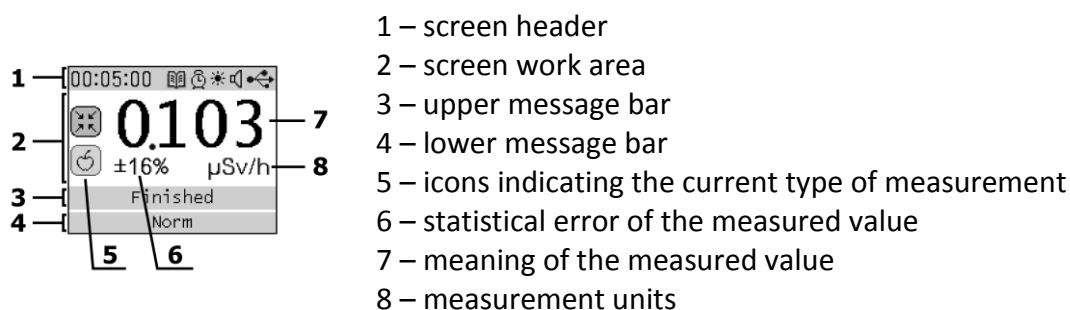 1 – screen header
2 – screen work area
3 – upper message bar
4 – lower message bar
5 – icons indicating the current type of measurement
6 – statistical error of the measured value
7 – meaning of the measured value
8 – measurement units
1
00:05:00
2
0.103
7
±16% µSv/h
8
3
Finished
4
Norm
5 6